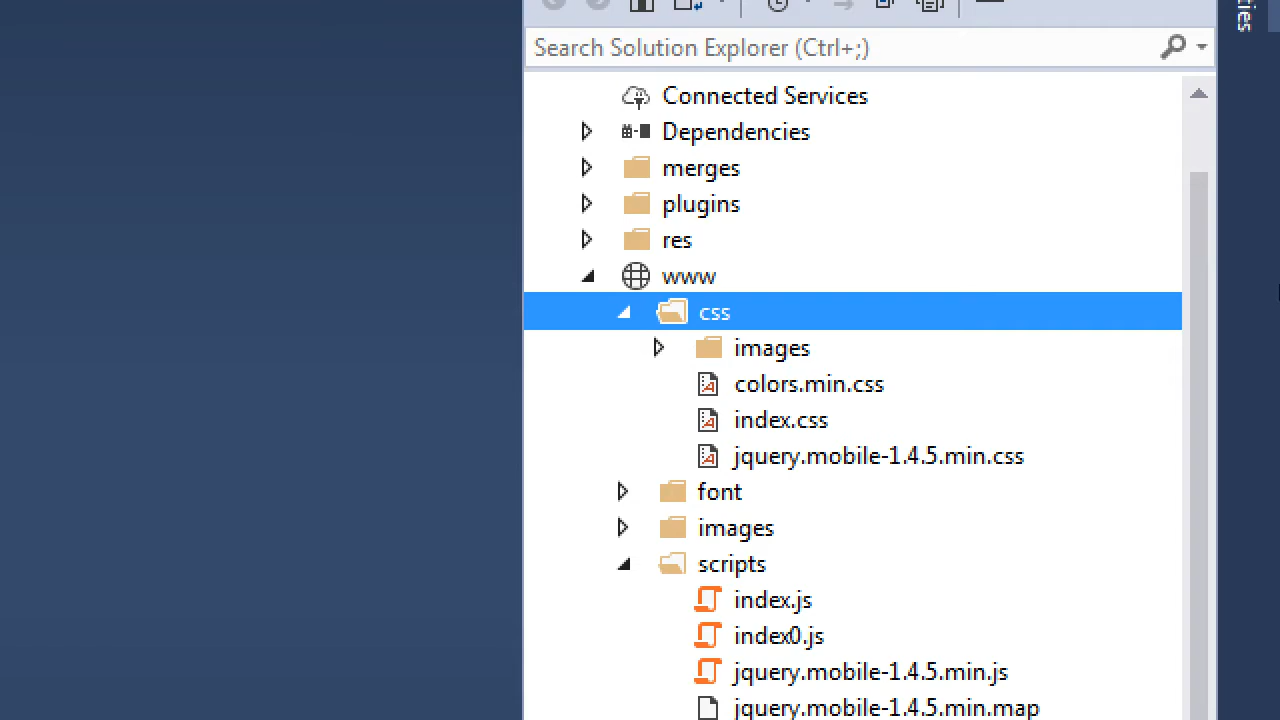 ties
Search Solution Explorer (Ctrl+;)
Connected Services
Dependencies
merges
plugins
res
www
css
images
colors.min.css
index.css
jquery.mobile-1.4.5.min.css
font
images
scripts
index.js
index0.js
jquery.mobile-1.4.5.min.js
jquery.mobile-1.4.5.min.map